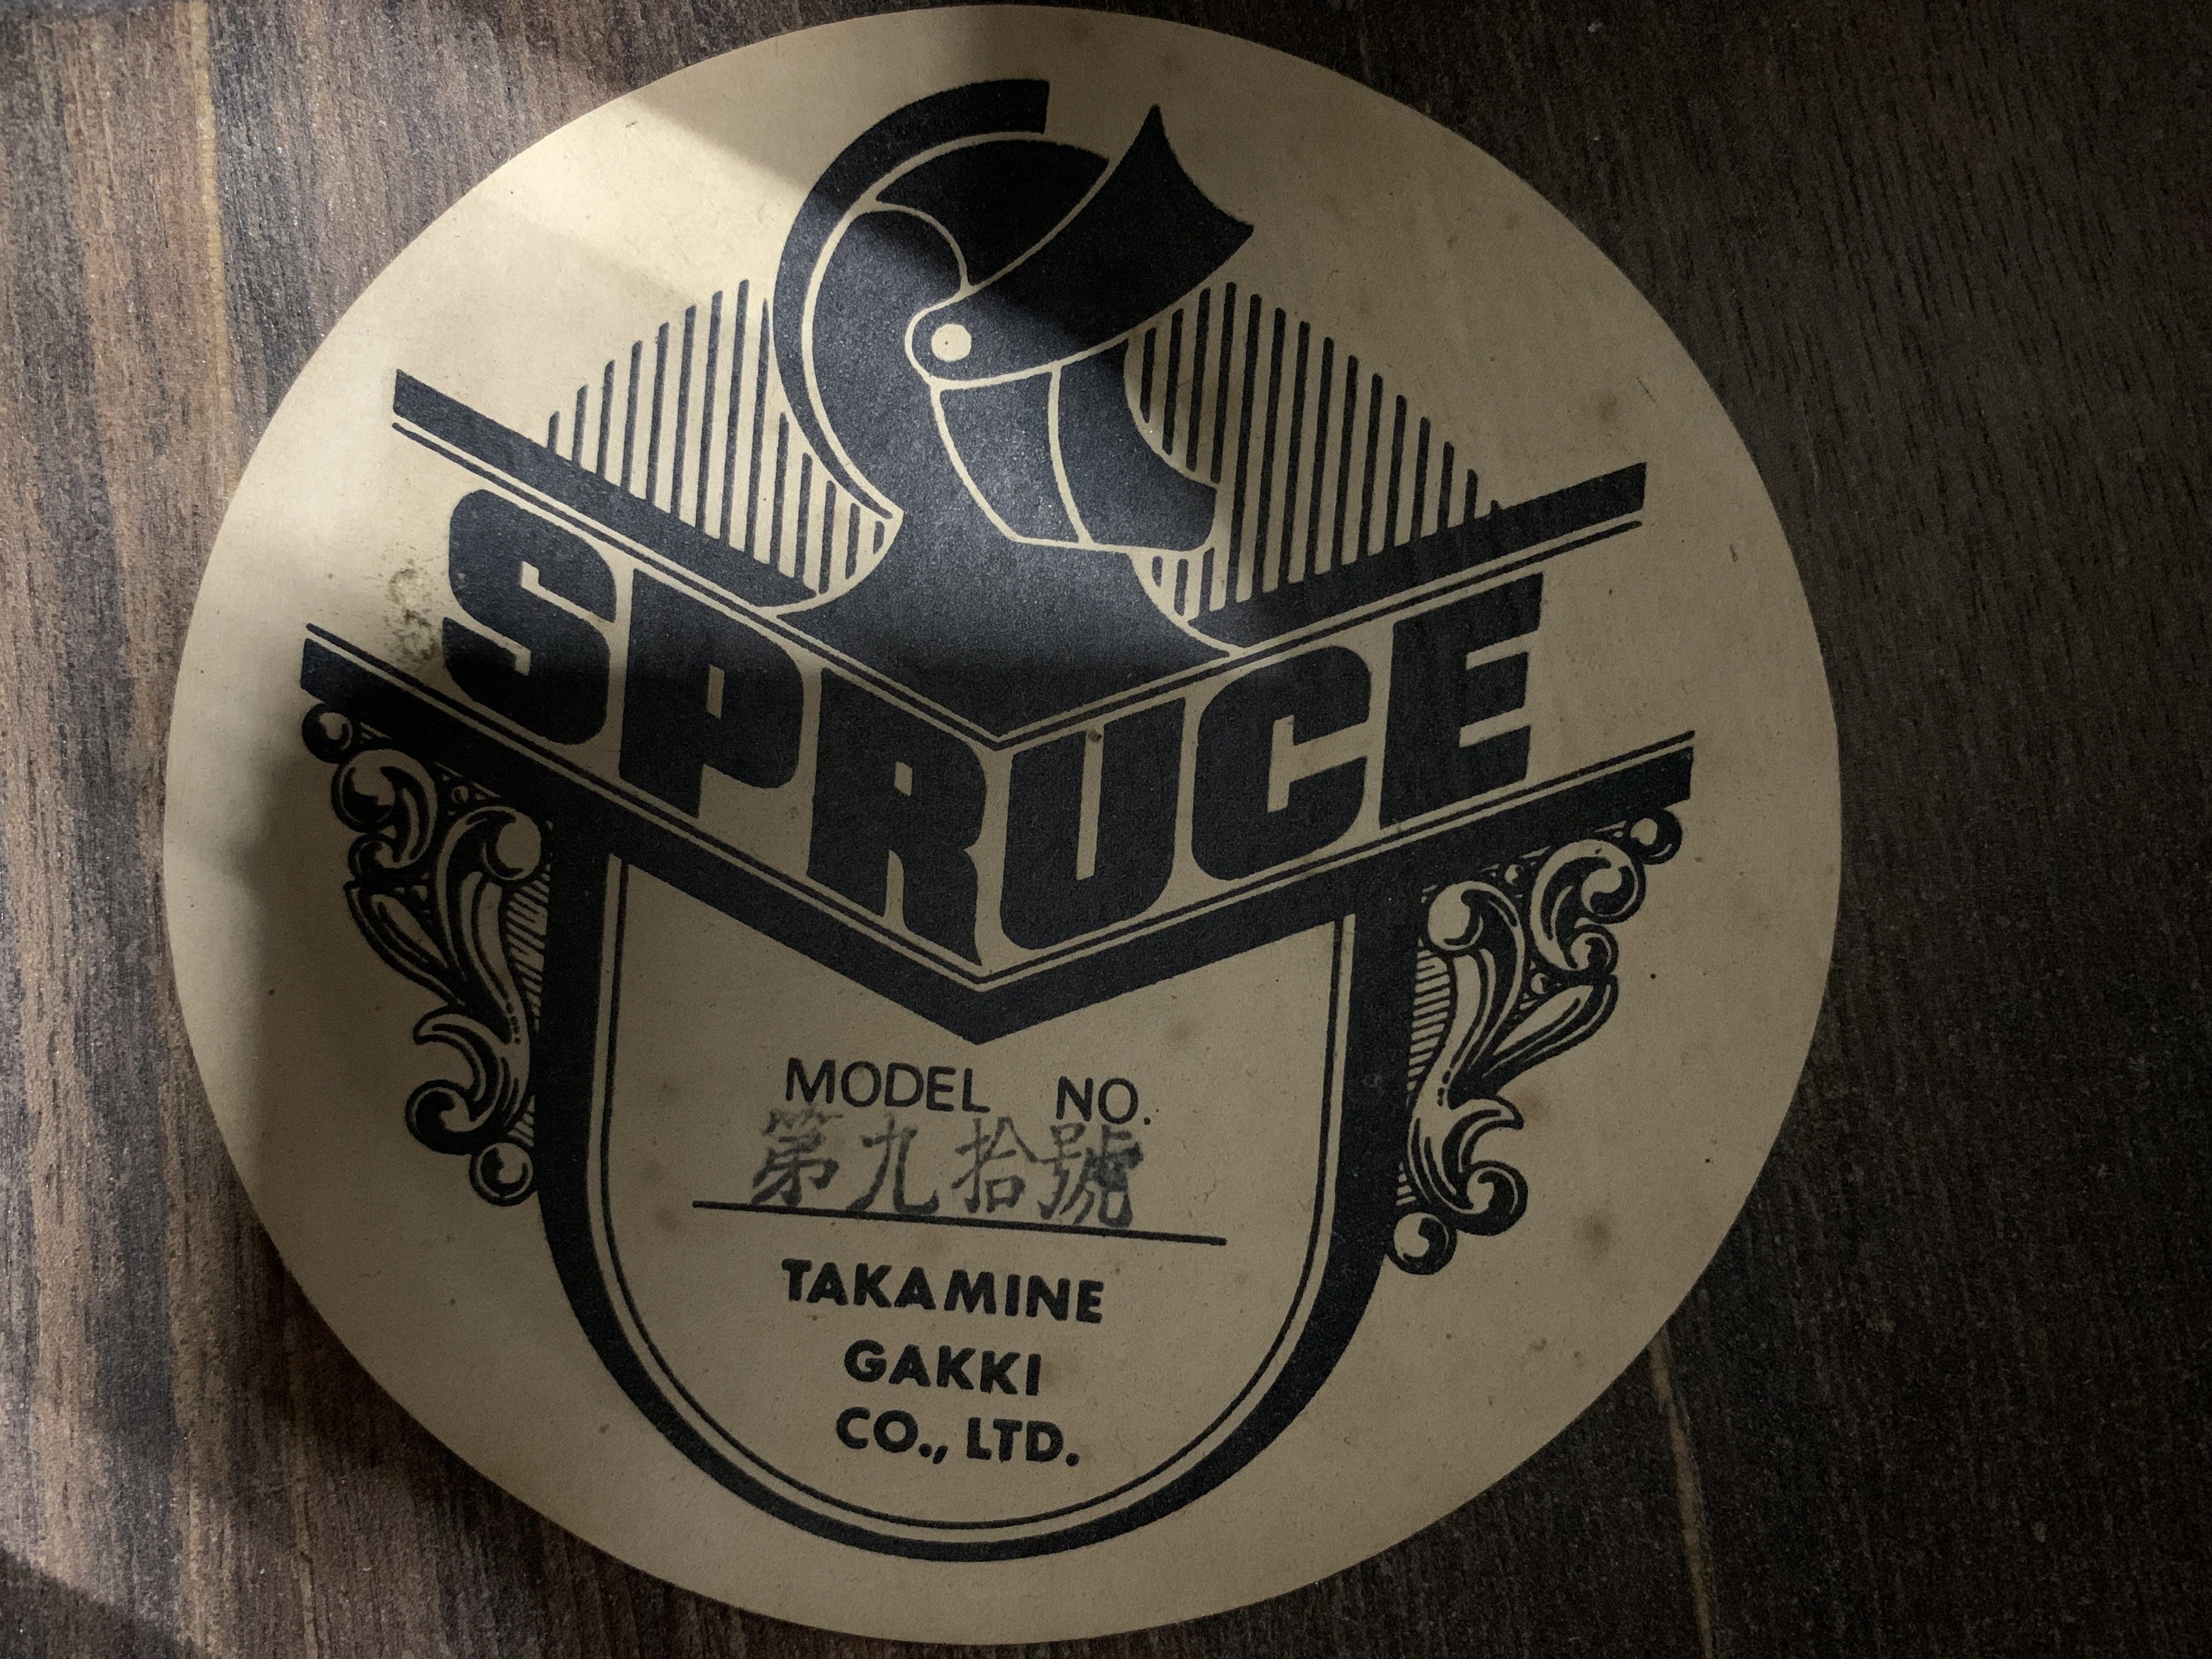 SPRUCE
MODEL NO.
第九拾號
TAKAMINE
GAKKI
CO., LTD.